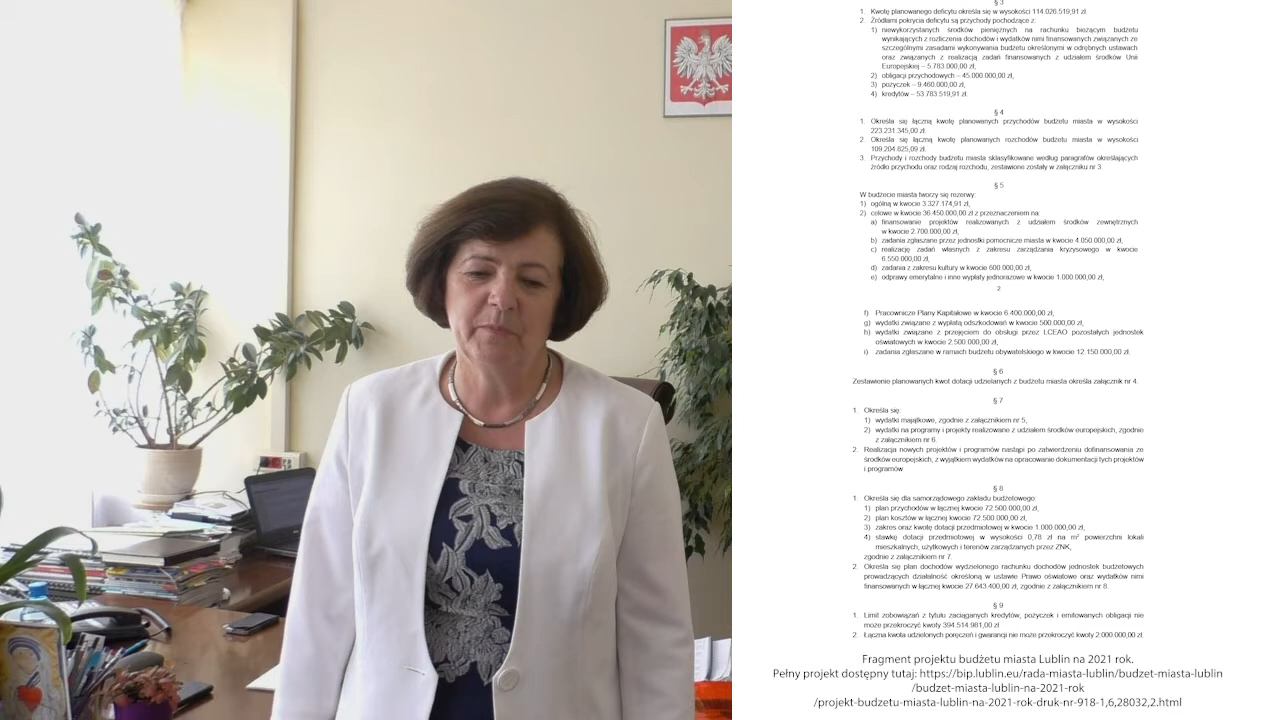 § 3
1. Kwotę planowanego deficytu określa się w wysokości 114.026.519,91 zł.
2. Źródłami pokrycia deficytu są przychody pochodzące z:
1) niewykorzystanych środków pieniężnych na rachunku bieżącym budżetu
wynikających z rozliczenia dochodów i wydatków nimi finansowanych związanych ze
szczególnymi zasadami wykonywania budżetu określonymi w odrębnych ustawach
oraz związanych z realizacją zadań finansowanych z udziałem środków Unii
Europejskiej – 5.783.000,00 zł,
2) obligacji przychodowych – 45.000.000,00 zł,
3) pożyczek – 9.460.000,00 zł,
4) kredytów – 53.783.519,91 zł.
§ 4
1. Określa się łączną kwotę planowanych przychodów budżetu miasta w wysokości
223.231.345,00 zł.
2. Określa się łączną kwotę planowanych rozchodów budżetu miasta w wysokości
109.204.825,09 zł.
3. Przychody i rozchody budżetu miasta sklasyfikowane według paragrafów określających
źródło przychodu oraz rodzaj rozchodu, zestawione zostały w załączniku nr 3.
§ 5
W budżecie miasta tworzy się rezerwy:
1) ogólną w kwocie 3.327.174,91 zł,
2) celowe w kwocie 36.450.000,00 zł z przeznaczeniem na:
a) finansowanie projektów realizowanych z udziałem środków zewnętrznych
w kwocie 2.700.000,00 zł,
b) zadania zgłaszane przez jednostki pomocnicze miasta w kwocie 4.050.000,00 zł,
c) realizację zadań własnych z zakresu zarządzania kryzysowego w kwocie
6.550.000,00 zł,
d) zadania z zakresu kultury w kwocie 600.000,00 zł,
e) odprawy emerytalne i inne wypłaty jednorazowe w kwocie 1.000.000,00 zł,
2
f) Pracownicze Plany Kapitałowe w kwocie 6.400.000,00 zł,
g) wydatki związane z wypłatą odszkodowań w kwocie 500.000,00 zł,
h) wydatki związane z przejęciem do obsługi przez LCEAO pozostałych jednostek
oświatowych w kwocie 2.500.000,00 zł,
i) zadania zgłaszane w ramach budżetu obywatelskiego w kwocie 12.150.000,00 zł.
§ 6
Zestawienie planowanych kwot dotacji udzielanych z budżetu miasta określa załącznik nr 4.
§ 7
1. Określa się:
1) wydatki majątkowe, zgodnie z załącznikiem nr 5,
2) wydatki na programy i projekty realizowane z udziałem środków europejskich, zgodnie
z załącznikiem nr 6.
2. Realizacja nowych projektów i programów nastąpi po zatwierdzeniu dofinansowania ze
środków europejskich, z wyjątkiem wydatków na opracowanie dokumentacji tych projektów
i programów.
§ 8
1. Określa się dla samorządowego zakładu budżetowego:
1) plan przychodów w łącznej kwocie 72.500.000,00 zł,
2) plan kosztów w łącznej kwocie 72.500.000,00 zł,
3) zakres oraz kwotę dotacji przedmiotowej w kwocie 1.000.000,00 zł,
4) stawkę dotacji przedmiotowej w wysokości 0,78 zł na m² powierzchni lokali
mieszkalnych, użytkowych i terenów zarządzanych przez ZNK,
zgodnie z załącznikiem nr 7.
2. Określa się plan dochodów wydzielonego rachunku dochodów jednostek budżetowych
prowadzących działalność określoną w ustawie Prawo oświatowe oraz wydatków nimi
finansowanych w łącznej kwocie 27.643.400,00 zł, zgodnie z załącznikiem nr 8.
§ 9
1. Limit zobowiązań z tytułu zaciąganych kredytów, pożyczek i emitowanych obligacji nie
może przekroczyć kwoty 394.514.981,00 zł.
2. Łączna kwota udzielonych poręczeń i gwarancji nie może przekroczyć kwoty 2.000.000,00 zł.
Fragment projektu budżetu miasta Lublin na 2021 rok.
Pełny projekt dostępny tutaj: https://bip.lublin.eu/rada-miasta-lublin/budzet-miasta-lublin
/budzet-miasta-lublin-na-2021-rok
/projekt-budzetu-miasta-lublin-na-2021-rok-druk-nr-918-1,6,28032,2.html